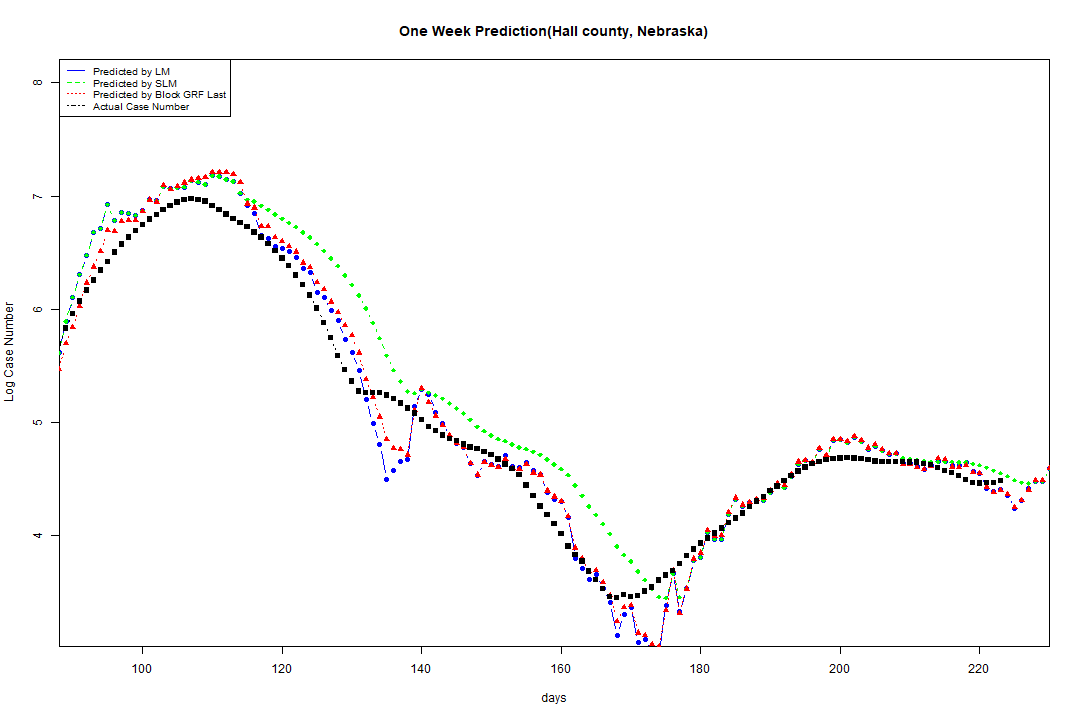 One Week Prediction(Hall county, Nebraska)
Predicted by LM
Predicted by SLM
Predicted by Block GRF Last
Actual Case Number
8
7
6
5
4
Log Case Number
100 120 140 160 180 200 220
days